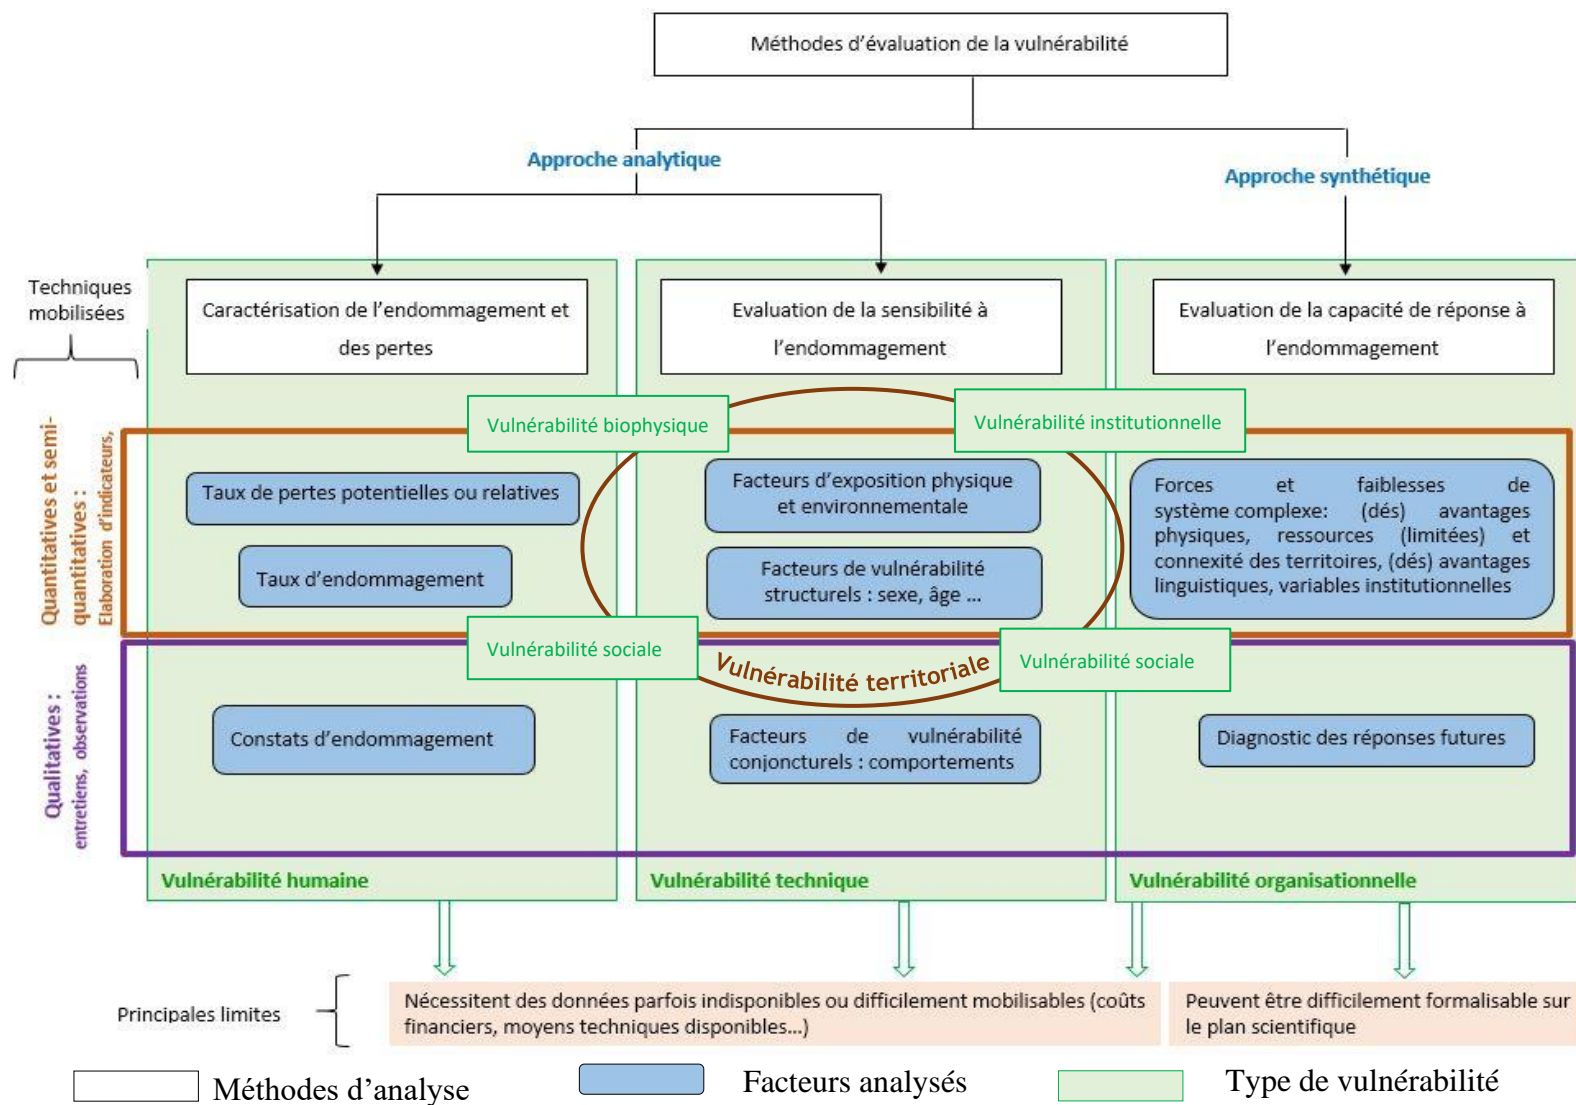 Méthodes d’évaluation de la vulnérabilité
Approche analytique
Approche synthétique
Techniques
mobilisées
Caractérisation de l’endommagement et
des pertes
Evaluation de la sensibilité à
l’endommagement
Evaluation de la capacité de réponse à
l’endommagement
Quantitatives et semi-
quantitatives :
Elaboration d’indicateurs,
Vulnérabilité biophysique
Vulnérabilité institutionnelle
Taux de pertes potentielles ou relatives
Taux d’endommagement
Facteurs d’exposition physique
et environnementale
Facteurs de vulnérabilité
structurels : sexe, âge ...
Forces et faiblesses de
système complexe: (dés) avantages
physiques, ressources (limitées) et
connexité des territoires, (dés) avantages
linguistiques, variables institutionnelles
Vulnérabilité sociale
Vulnérabilité territoriale
Vulnérabilité sociale
Qualitatives :
entretiens, observations
Constats d’endommagement
Facteurs de vulnérabilité
conjoncturels : comportements
Diagnostic des réponses futures
Vulnérabilité humaine
Vulnérabilité technique
Vulnérabilité organisationnelle
Principales limites
Nécessitent des données parfois indisponibles ou difficilement mobilisables (coûts
financiers, moyens techniques disponibles...)
Peuvent être difficilement formalisable sur
le plan scientifique
Méthodes d’analyse
Facteurs analysés
Type de vulnérabilité